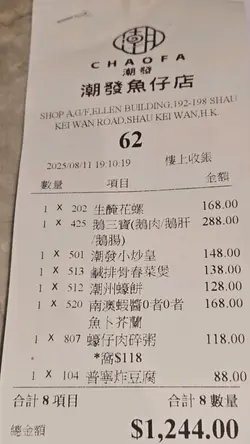 潮
CHAOFA
潮發
潮發魚仔店
SHOP A,G/F,ELLEN BUILDING,192-198 SHAU
KEI WAN ROAD,SHAU KEI WAN,H.K.
62
2025/08/11 19:10:19 樓上收銀
數量 項目 金額
1 X 202 生醃花螺 168.00
1 X 425 鵝三寶(鵝肉/鵝肝 288.00
/鵝腸)
1 X 501 潮發小炒皇 148.00
1 X 513 鹹排骨春菜煲 138.00
1 X 512 潮州蠔餅 128.00
1 X 520 南澳蝦醬0者0者 168.00
魚卜芥蘭
1 X 807 蠔仔肉碎粥 118.00
*窩$118
1 X 104 普寧炸豆腐 88.00
合計 8 項目 合計 8 數量
總金額 $1,244.00